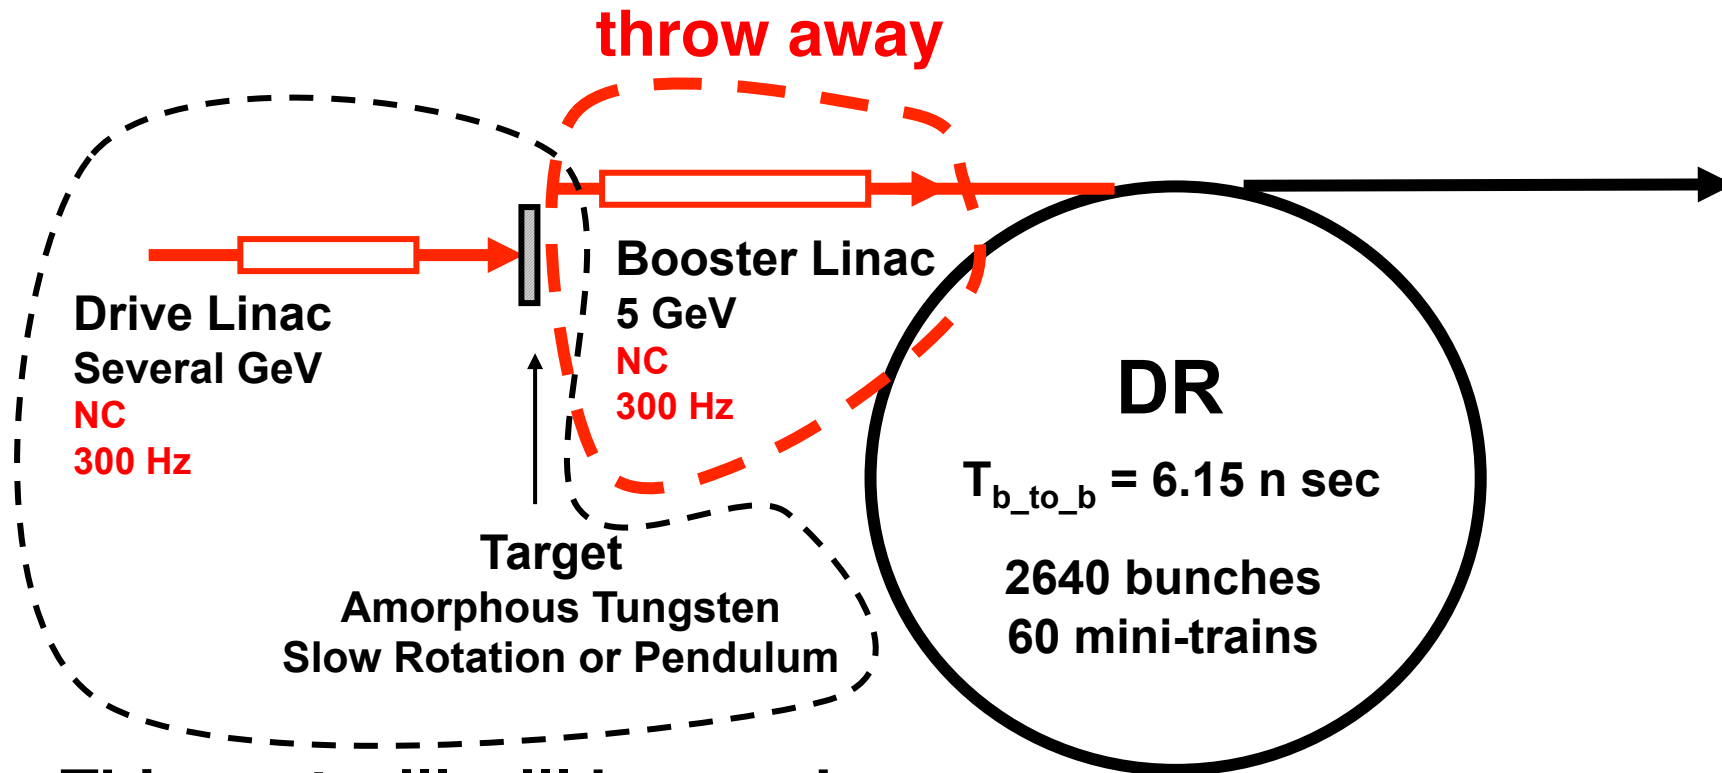 throw away
Drive Linac
Several GeV
NC
300 Hz
Booster Linac
5 GeV
NC
300 Hz
Target
Amorphous Tungsten
Slow Rotation or Pendulum
DR
T_b_to_b = 6.15 n sec
2640 bunches
60 mini-trains